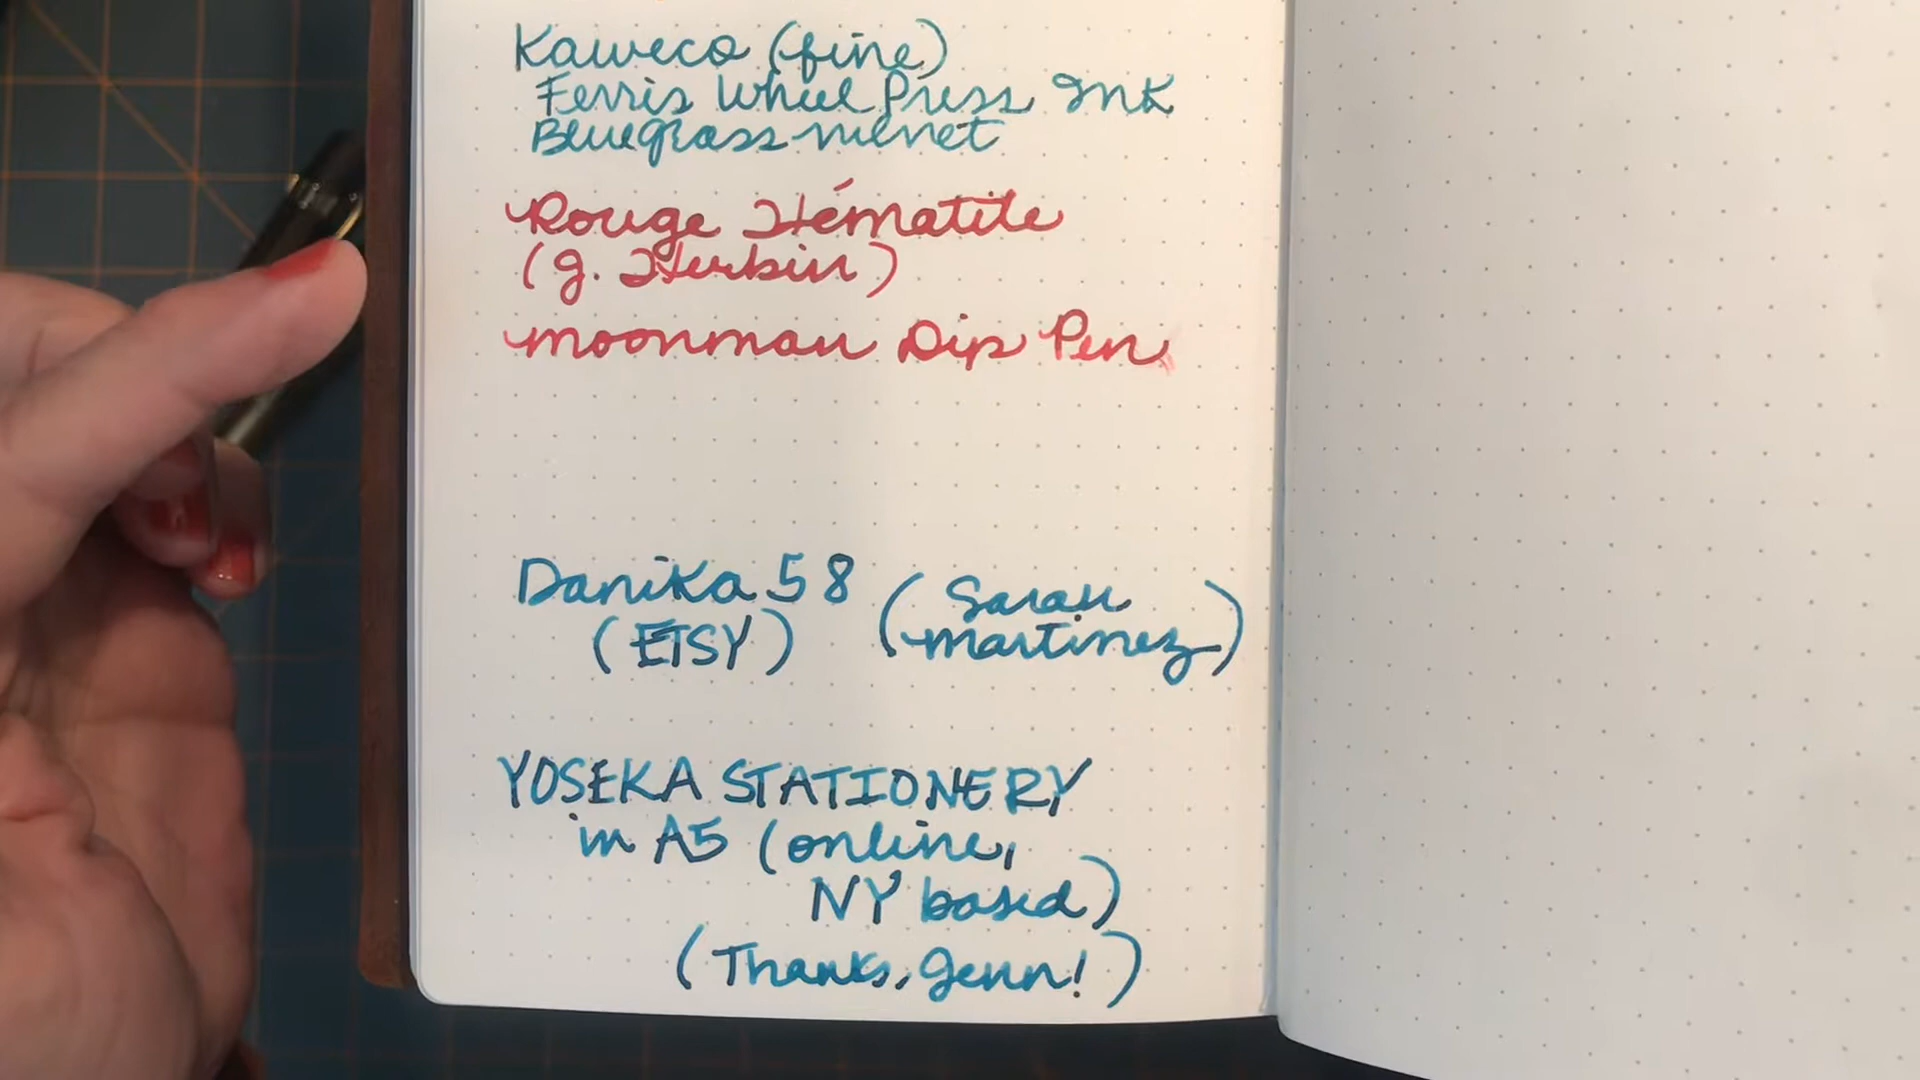 Kaweco (fine)
Ferris Wheel Press Ink
Bluegrass Velvet
Rouge Hématite
(J. Herbin)
Moonman Dip Pen
Danika 58 (Sarah
(ETSY) Martinez)
YOSEKA STATIONERY
in A5 (online,
NY based)
(Thanks, Jenn!)